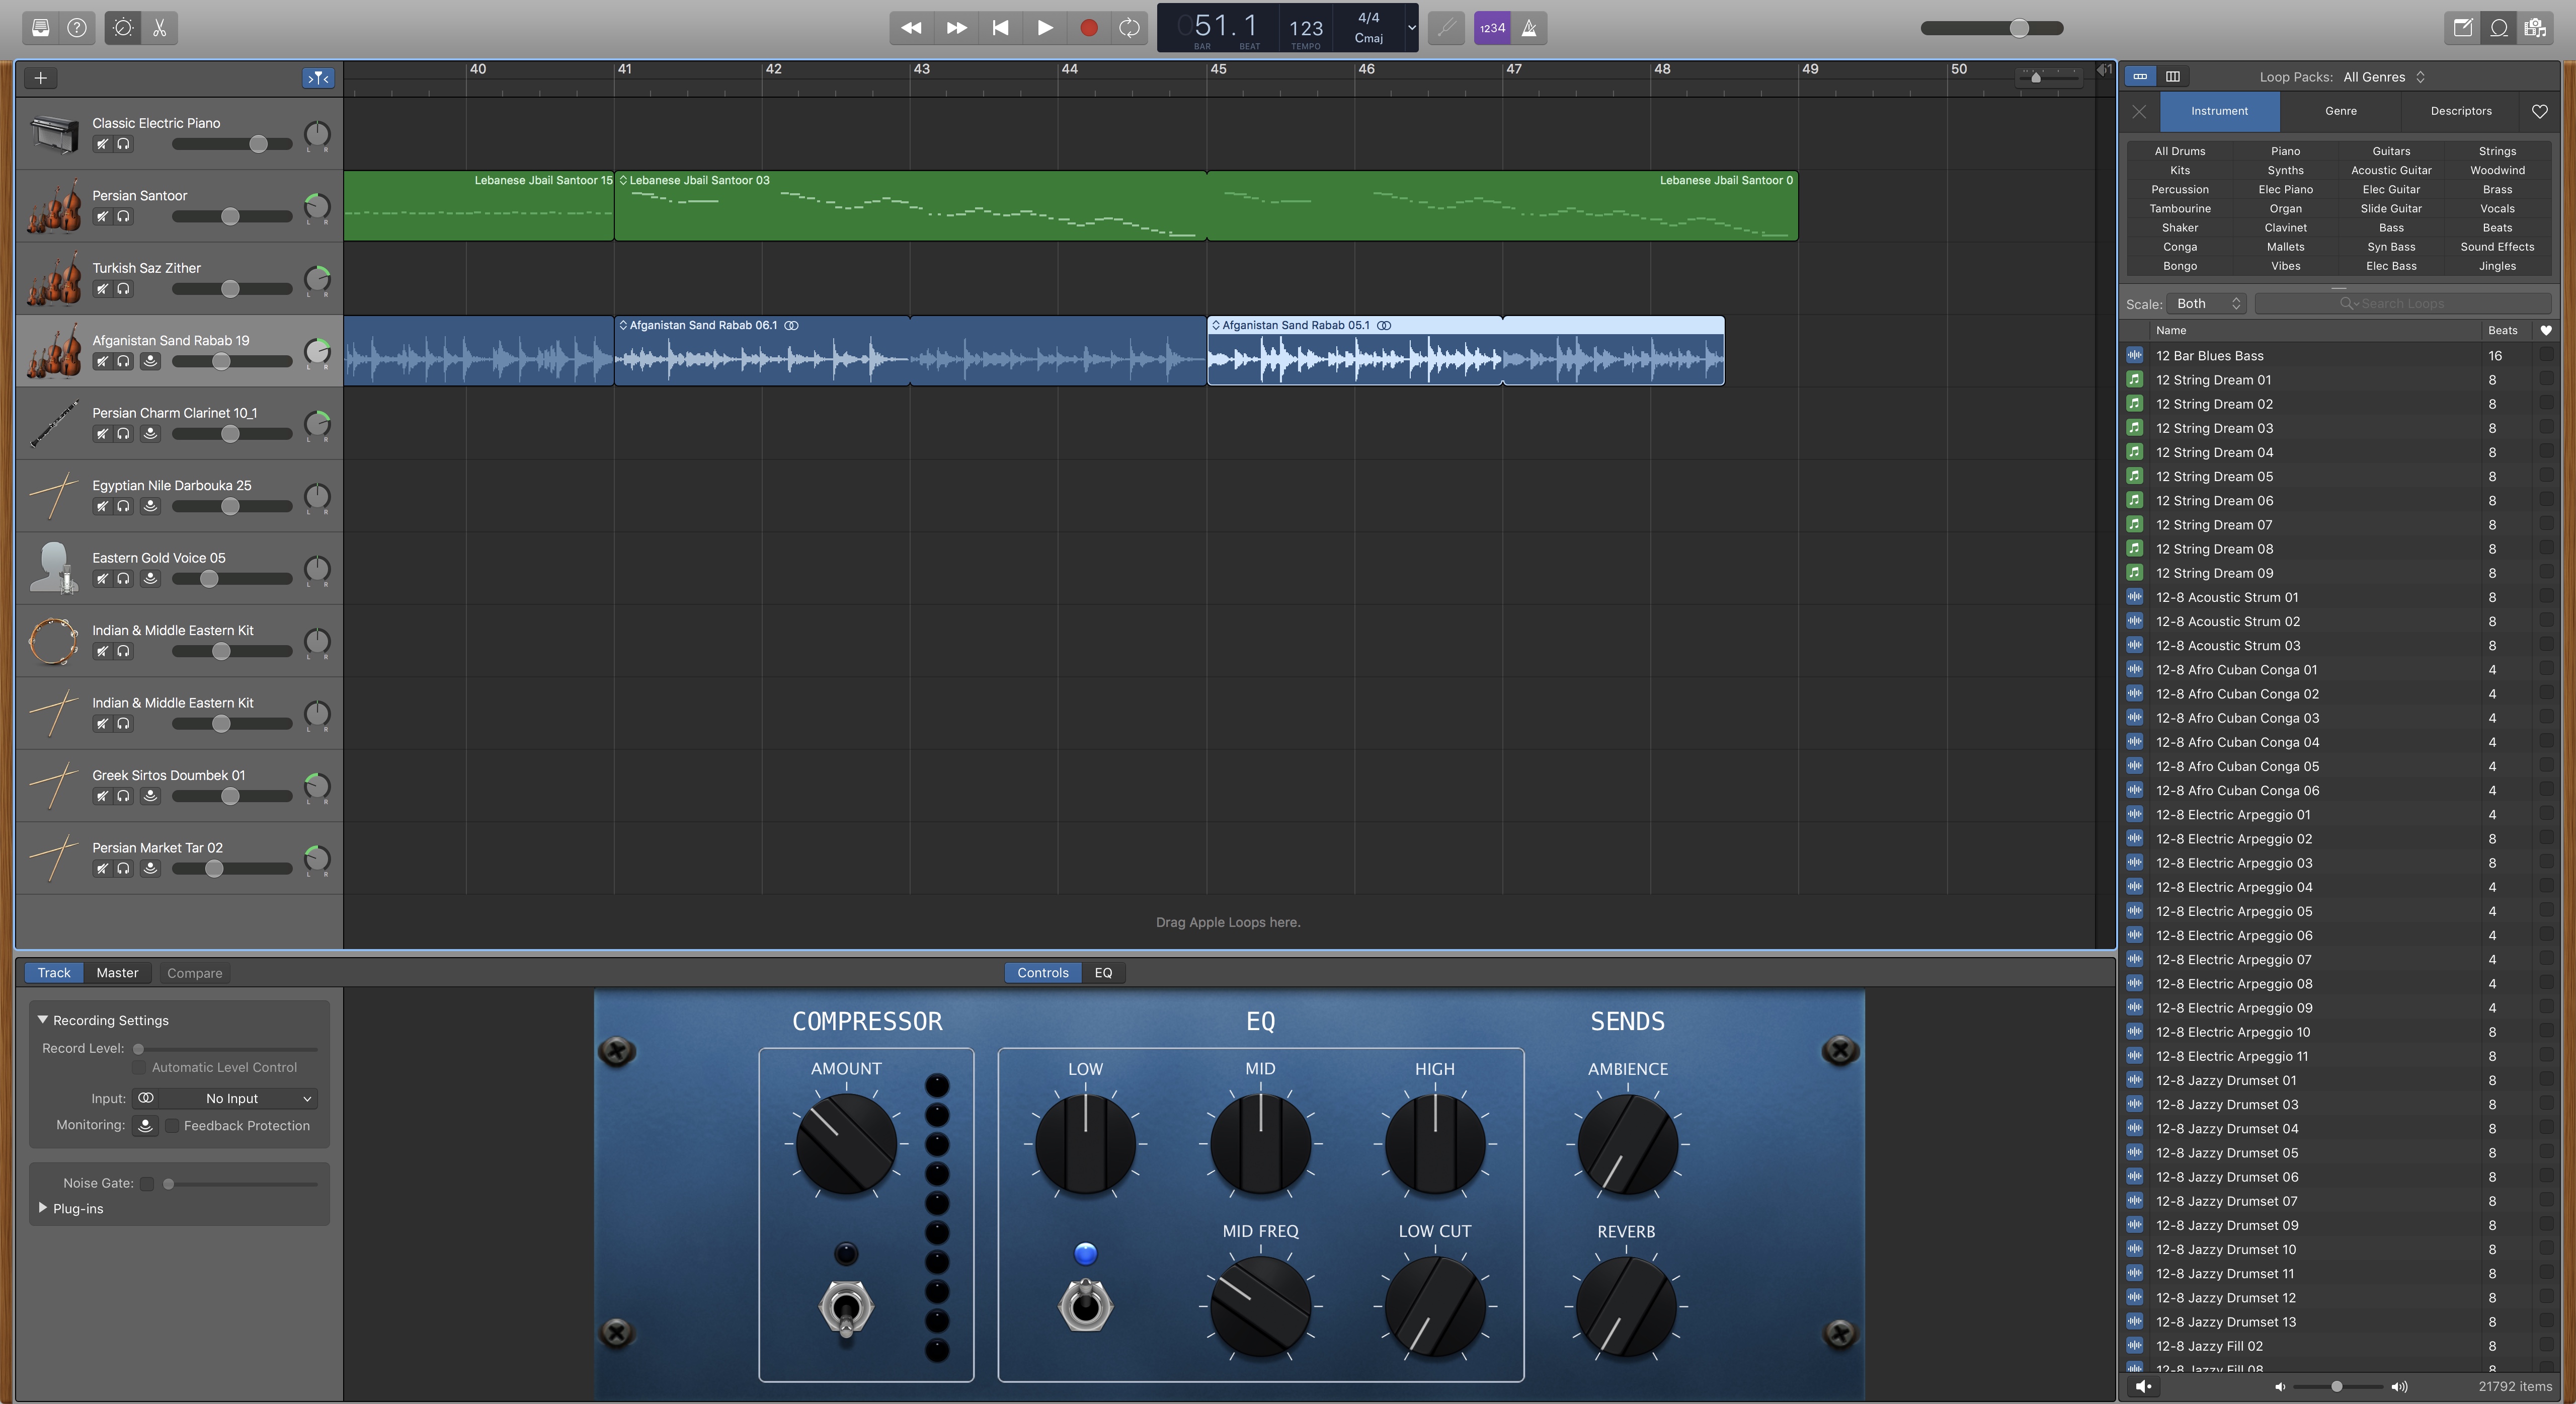 051.1
BAR BEAT
123
TEMPO
4/4
Cmaj
1234
40 41 42 43 44 45 46 47 48 49 50 51
Classic Electric Piano
L R
Persian Santoor
L R
Turkish Saz Zither
L R
Afganistan Sand Rabab 19
L R
Persian Charm Clarinet 10_1
L R
Egyptian Nile Darbouka 25
L R
Eastern Gold Voice 05
L R
Indian & Middle Eastern Kit
L R
Indian & Middle Eastern Kit
L R
Greek Sirtos Doumbek 01
L R
Persian Market Tar 02
L R
Lebanese Jbail Santoor 15
Lebanese Jbail Santoor 03
Lebanese Jbail Santoor 0
Afganistan Sand Rabab 06.1
Afganistan Sand Rabab 05.1
Drag Apple Loops here.
Track Master Compare
Controls EQ
Recording Settings
Record Level:
Automatic Level Control
Input: No Input
Monitoring: Feedback Protection
Noise Gate:
Plug-ins
COMPRESSOR
AMOUNT
EQ
LOW MID HIGH
MID FREQ LOW CUT
SENDS
AMBIENCE
REVERB
Loop Packs: All Genres
Instrument Genre Descriptors
All Drums Piano Guitars Strings
Kits Synths Acoustic Guitar Woodwind
Percussion Elec Piano Elec Guitar Brass
Tambourine Organ Slide Guitar Vocals
Shaker Clavinet Bass Beats
Conga Mallets Syn Bass Sound Effects
Bongo Vibes Elec Bass Jingles
Scale: Both Search Loops
Name Beats
12 Bar Blues Bass 16
12 String Dream 01 8
12 String Dream 02 8
12 String Dream 03 8
12 String Dream 04 8
12 String Dream 05 8
12 String Dream 06 8
12 String Dream 07 8
12 String Dream 08 8
12 String Dream 09 8
12-8 Acoustic Strum 01 8
12-8 Acoustic Strum 02 8
12-8 Acoustic Strum 03 8
12-8 Afro Cuban Conga 01 4
12-8 Afro Cuban Conga 02 4
12-8 Afro Cuban Conga 03 4
12-8 Afro Cuban Conga 04 4
12-8 Afro Cuban Conga 05 4
12-8 Afro Cuban Conga 06 4
12-8 Electric Arpeggio 01 4
12-8 Electric Arpeggio 02 8
12-8 Electric Arpeggio 03 8
12-8 Electric Arpeggio 04 4
12-8 Electric Arpeggio 05 4
12-8 Electric Arpeggio 06 4
12-8 Electric Arpeggio 07 4
12-8 Electric Arpeggio 08 4
12-8 Electric Arpeggio 09 4
12-8 Electric Arpeggio 10 8
12-8 Electric Arpeggio 11 8
12-8 Jazzy Drumset 01 8
12-8 Jazzy Drumset 03 8
12-8 Jazzy Drumset 04 8
12-8 Jazzy Drumset 05 8
12-8 Jazzy Drumset 06 8
12-8 Jazzy Drumset 07 8
12-8 Jazzy Drumset 09 8
12-8 Jazzy Drumset 10 8
12-8 Jazzy Drumset 11 8
12-8 Jazzy Drumset 12 8
12-8 Jazzy Drumset 13 8
12-8 Jazzy Fill 02 8
12-8 Jazzy Fill 08 8
21792 items